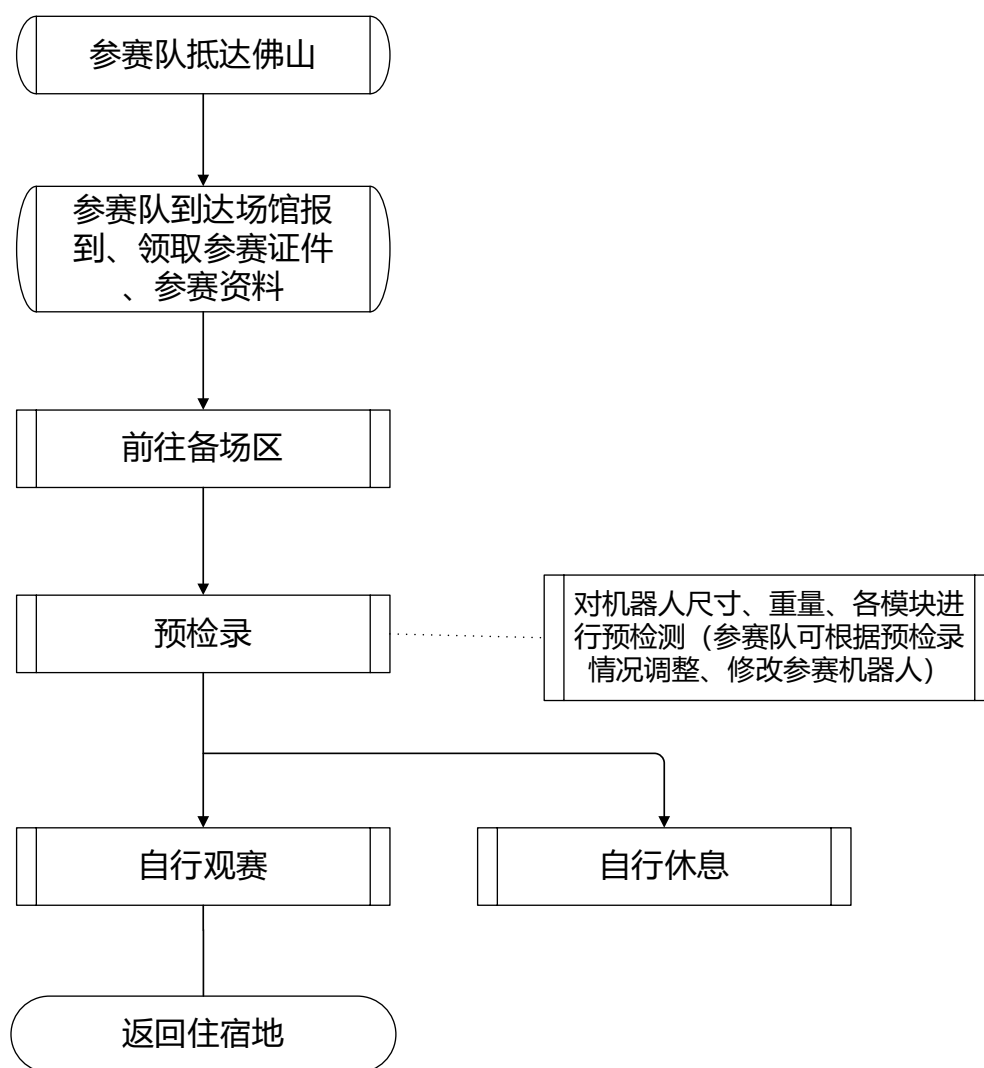 参赛队抵达佛山
参赛队到达场馆报
到、领取参赛证件
、参赛资料
前往备场区
预检录
对机器人尺寸、重量、各模块进
行预检测（参赛队可根据预检录
情况调整、修改参赛机器人）
自行观赛
自行休息
返回住宿地